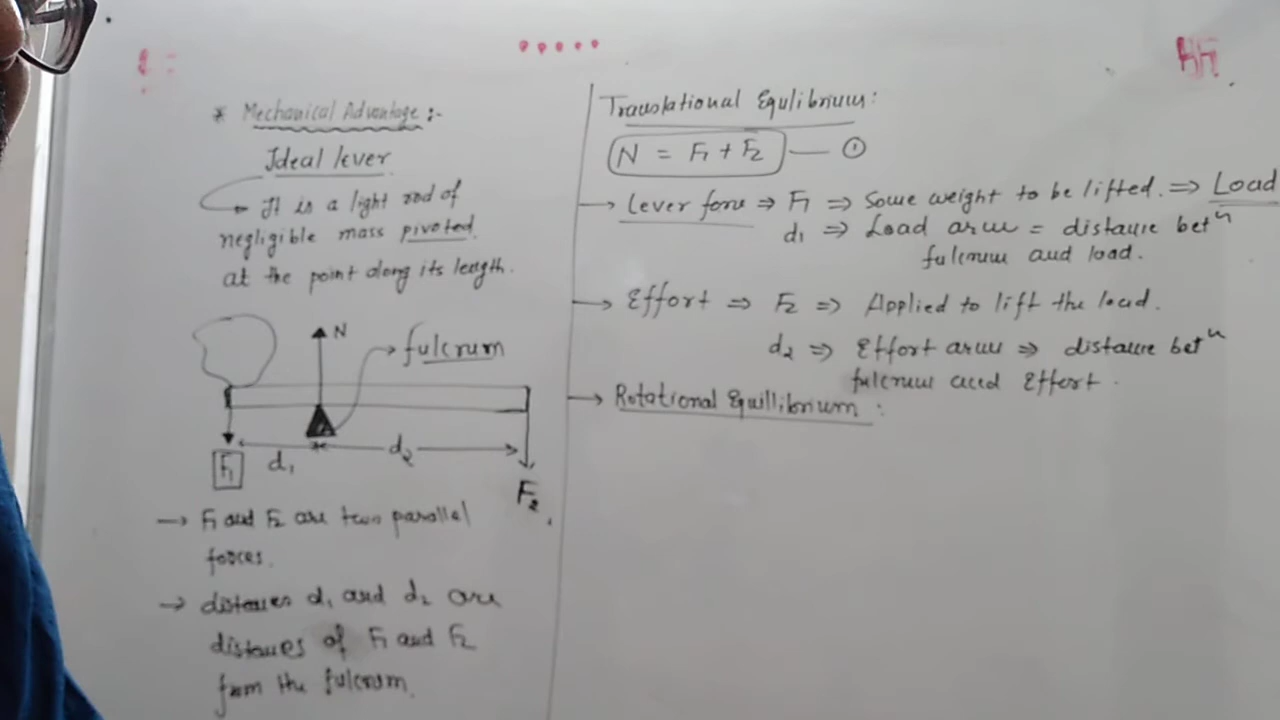 * Mechanical Advantage :-
Ideal lever
It is a light rod of
negligible mass pivoted
at the point along its length.
N
fulcrum
F1
d1
d2
F2
→ F1 and F2 are two parallel
forces.
→ distances d1 and d2 are
distances of F1 and F2
from the fulcrum.
Translational Equlibrium :
N = F1 + F2 —— ①
→ Lever force ⇒ F1 ⇒ Some weight to be lifted. ⇒ Load
d1 ⇒ Load arm = distance betⁿ
fulcrum and load.
→ Effort ⇒ F2 ⇒ Applied to lift the load.
d2 ⇒ Effort arm ⇒ distance betⁿ
fulcrum and Effort.
→ Rotational Equillibrium :